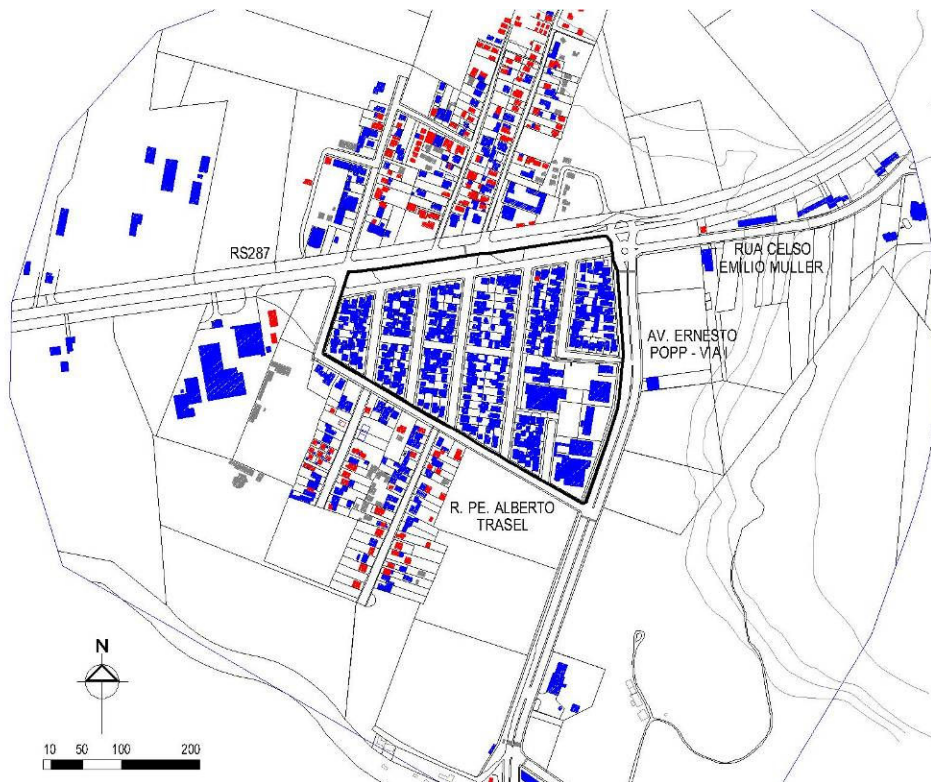 RS287
RUA CELSO
EMILIO MULLER
AV. ERNESTO
POPP - VIA I
R. PE. ALBERTO
TRASEL
N
10 50 100 200